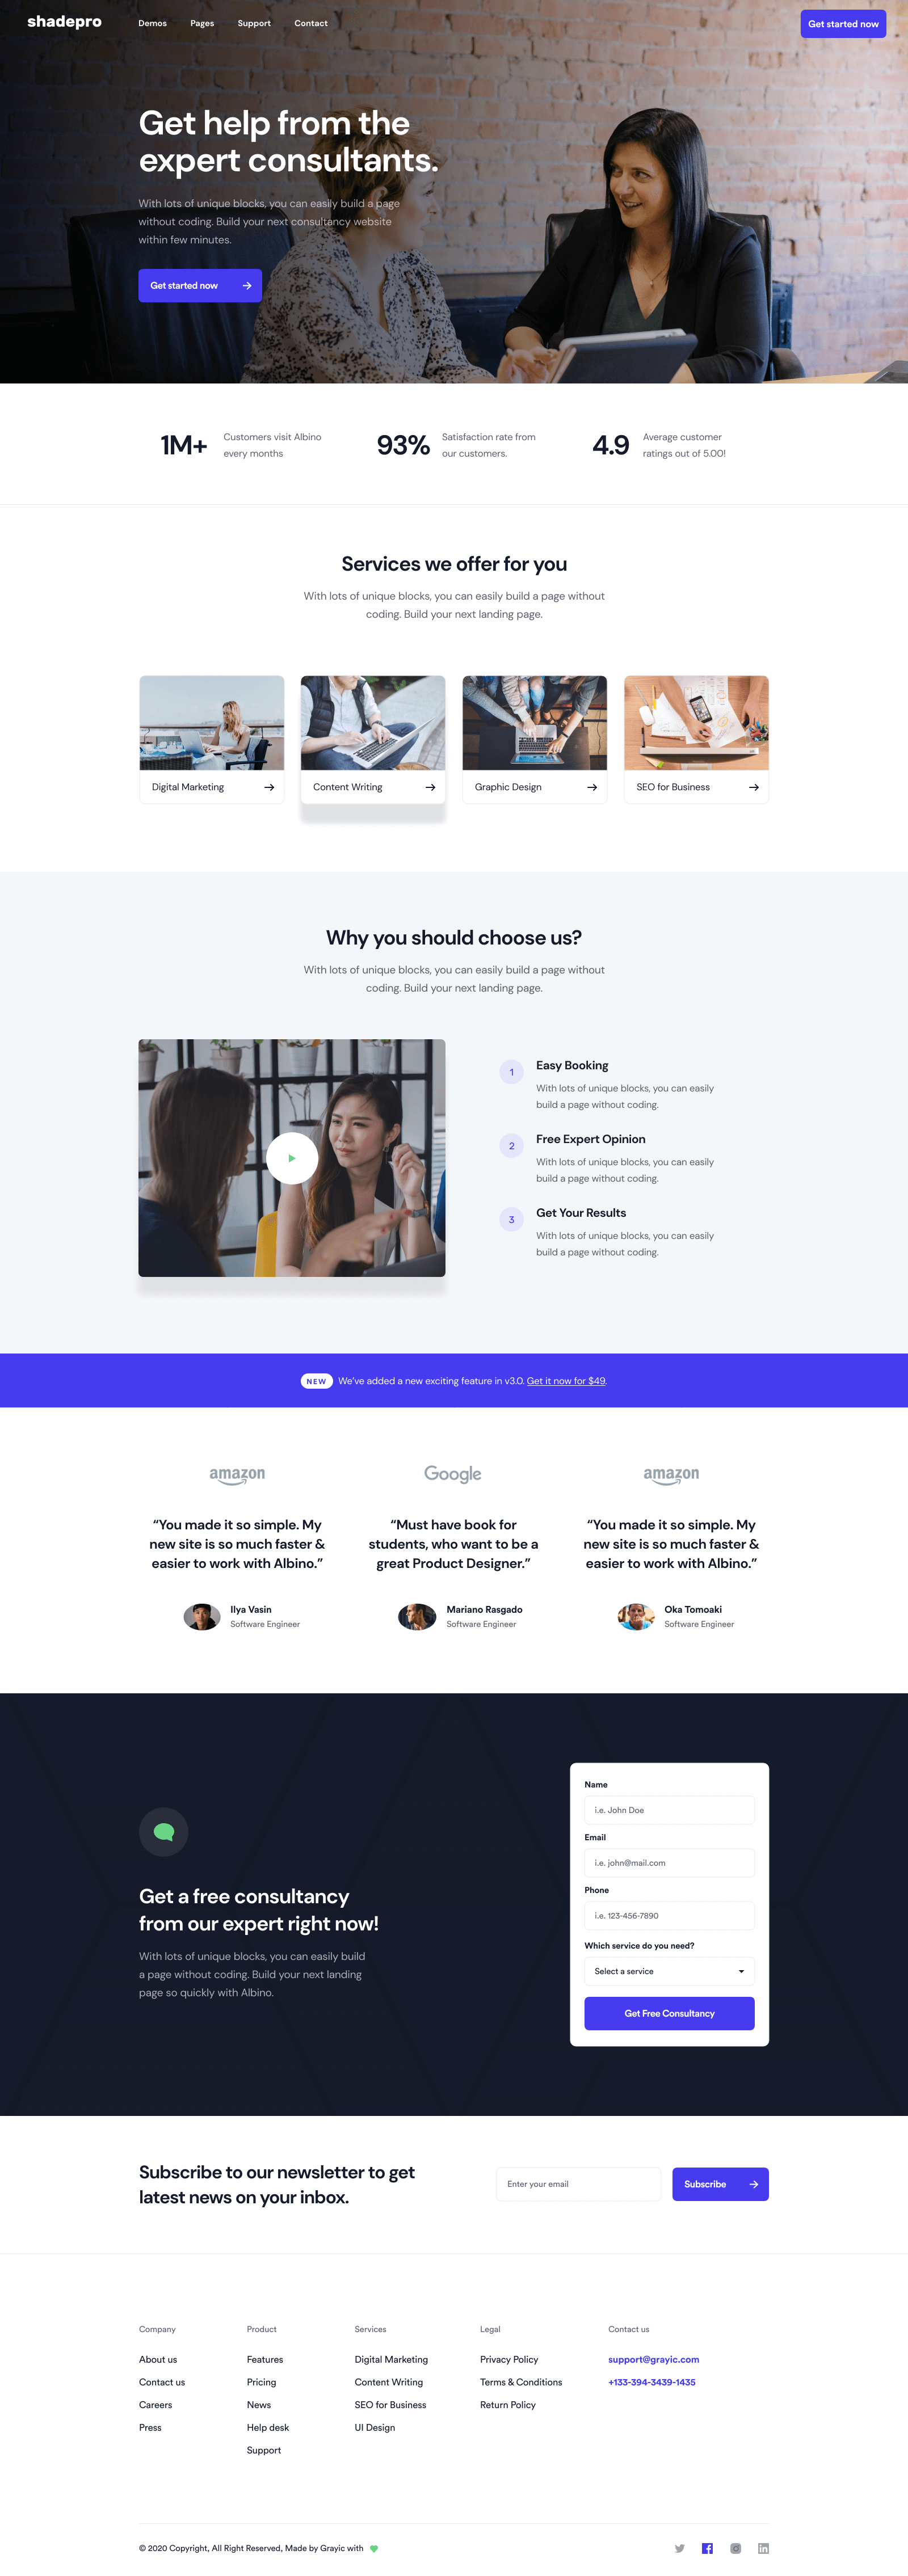 shadepro
Demos
Pages
Support
Contact
Get started now
Get help from the
expert consultants.
With lots of unique blocks, you can easily build a page
without coding. Build your next consultancy website
within few minutes.
Get started now
1M+
Customers visit Albino
every months
93%
Satisfaction rate from
our customers.
4.9
Average customer
ratings out of 5.00!
Services we offer for you
With lots of unique blocks, you can easily build a page without
coding. Build your next landing page.
Digital Marketing
Content Writing
Graphic Design
SEO for Business
Why you should choose us?
With lots of unique blocks, you can easily build a page without
coding. Build your next landing page.
1
Easy Booking
With lots of unique blocks, you can easily
build a page without coding.
2
Free Expert Opinion
With lots of unique blocks, you can easily
build a page without coding.
3
Get Your Results
With lots of unique blocks, you can easily
build a page without coding.
NEW We've added a new exciting feature in v3.0. Get it now for $49.
amazon
“You made it so simple. My
new site is so much faster &
easier to work with Albino.”
Ilya Vasin
Software Engineer
Google
“Must have book for
students, who want to be a
great Product Designer.”
Mariano Rasgado
Software Engineer
amazon
“You made it so simple. My
new site is so much faster &
easier to work with Albino.”
Oka Tomoaki
Software Engineer
Get a free consultancy
from our expert right now!
With lots of unique blocks, you can easily build
a page without coding. Build your next landing
page so quickly with Albino.
Name
i.e. John Doe
Email
i.e. john@mail.com
Phone
i.e. 123-456-7890
Which service do you need?
Select a service
Get Free Consultancy
Subscribe to our newsletter to get
latest news on your inbox.
Enter your email
Subscribe
Company
About us
Contact us
Careers
Press
Product
Features
Pricing
News
Help desk
Support
Services
Digital Marketing
Content Writing
SEO for Business
UI Design
Legal
Privacy Policy
Terms & Conditions
Return Policy
Contact us
support@grayic.com
+133-394-3439-1435
© 2020 Copyright, All Right Reserved, Made by Grayic with